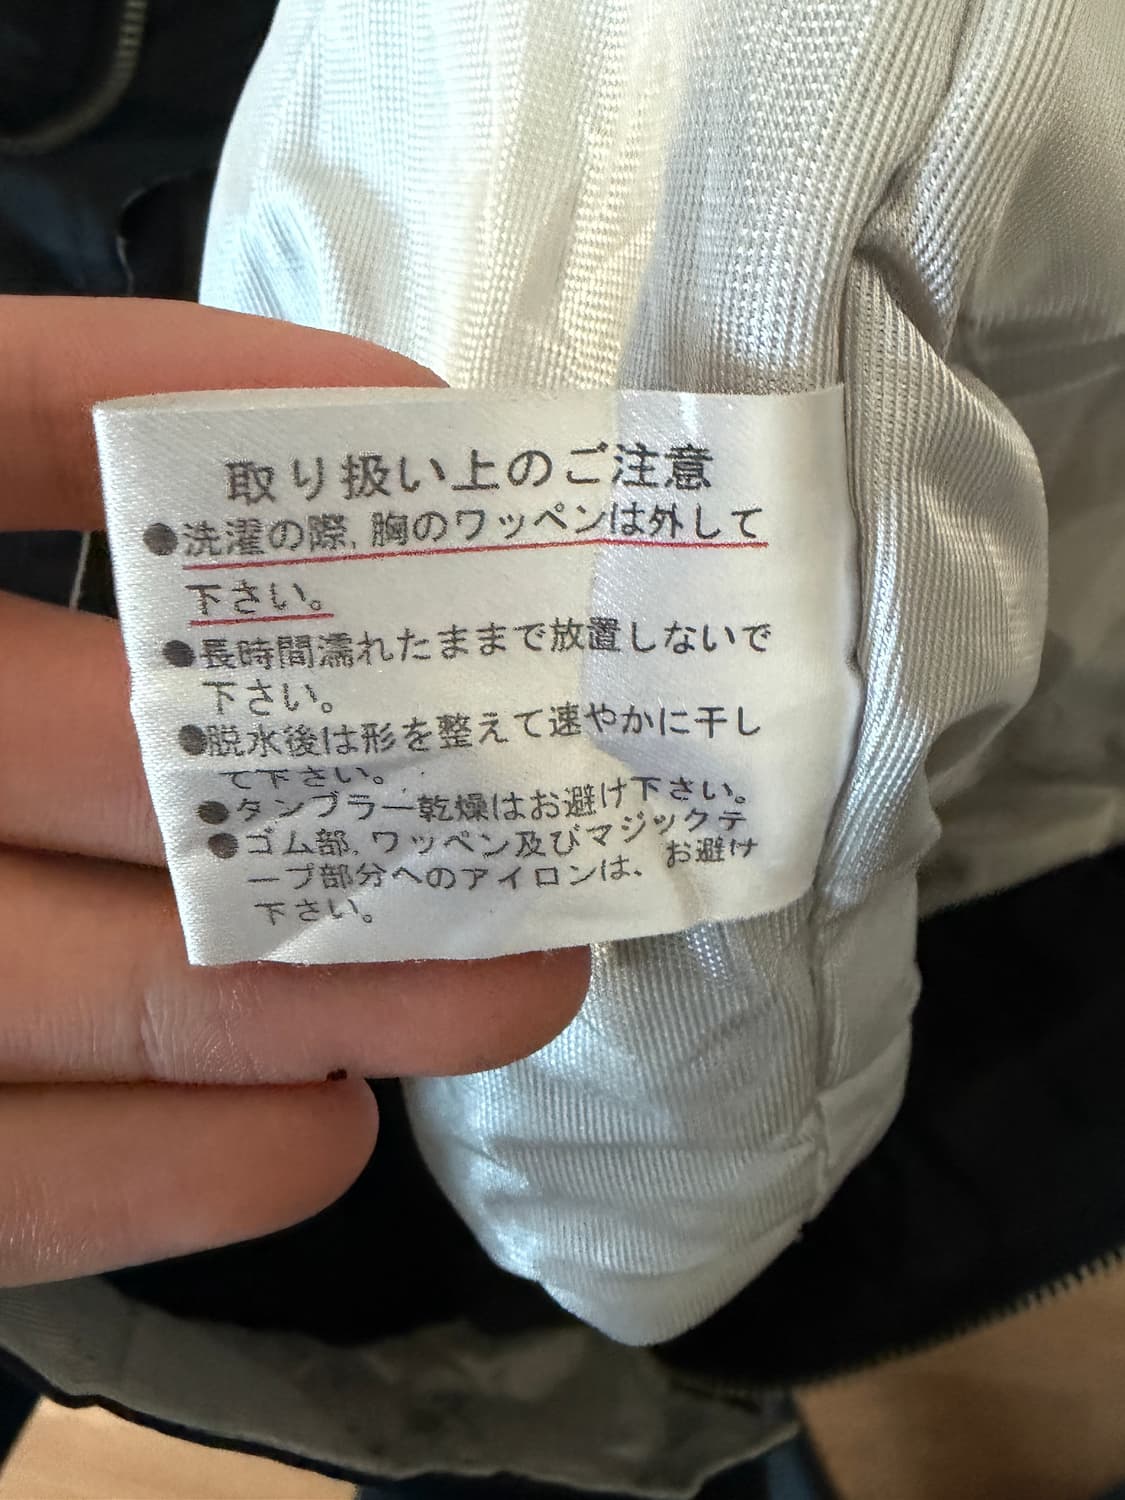 取り扱い上のご注意
●洗濯の際,胸のワッペンは外して
下さい。
●長時間濡れたままで放置しないで
下さい。
●脱水後は形を整えて速やかに干し
て下さい。
●タンブラー乾燥はお避け下さい。
●ゴム部,ワッペン及びマジックテ
ープ部分へのアイロンは、お避け
下さい。